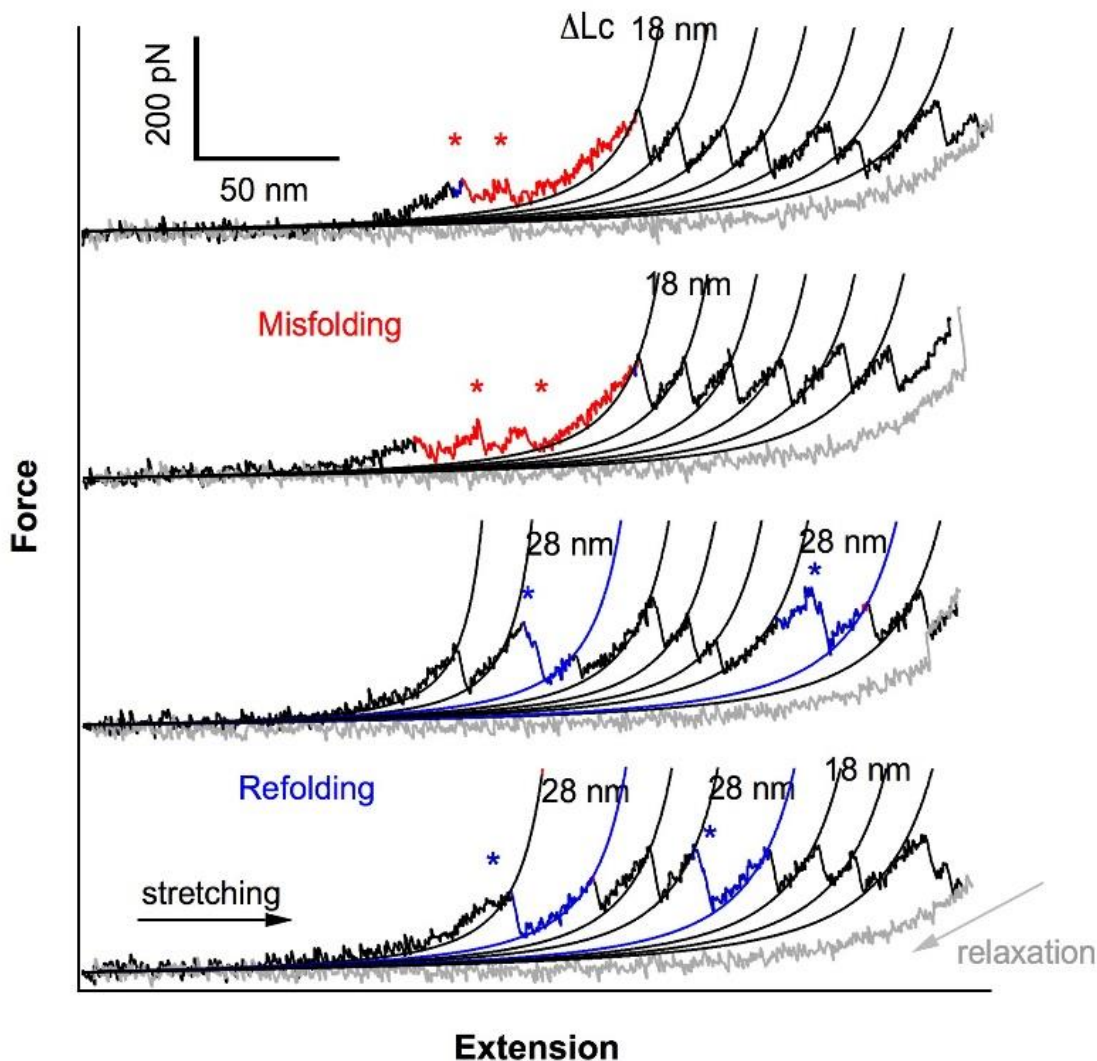 ΔLc 18 nm
200 pN
50 nm
* *
18 nm
Misfolding
* *
28 nm
28 nm
*
*
Refolding
28 nm
28 nm
18 nm
*
*
stretching
relaxation
Force
Extension